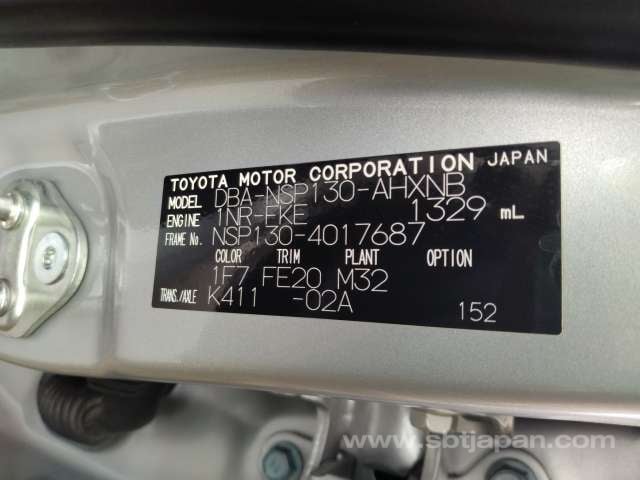 TOYOTA MOTOR CORPORATION JAPAN
MODEL DBA-NSP130-AHXNB
ENGINE 1NR-FKE 1329 mL
FRAME No. NSP130-4017687
COLOR TRIM PLANT OPTION
1F7 FE20 M32
TRANS./AXLE K411 -02A 152
www.sbtjapan.com